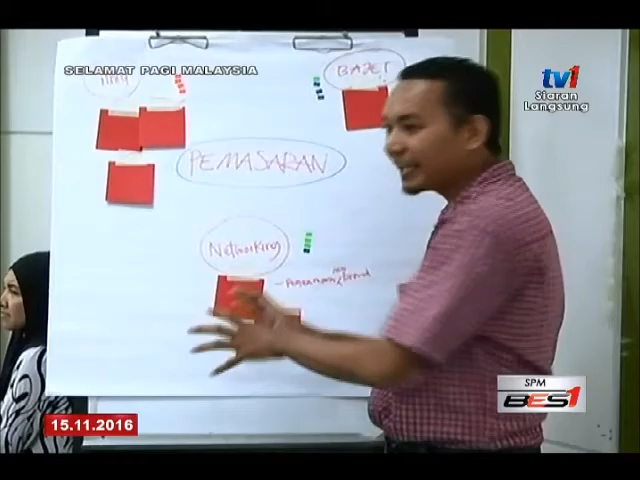 SELAMAT PAGI MALAYSIA
tv1
Siaran
Langsung
BAJET
PEMASARAN
Networking
SPM
BES1
15.11.2016